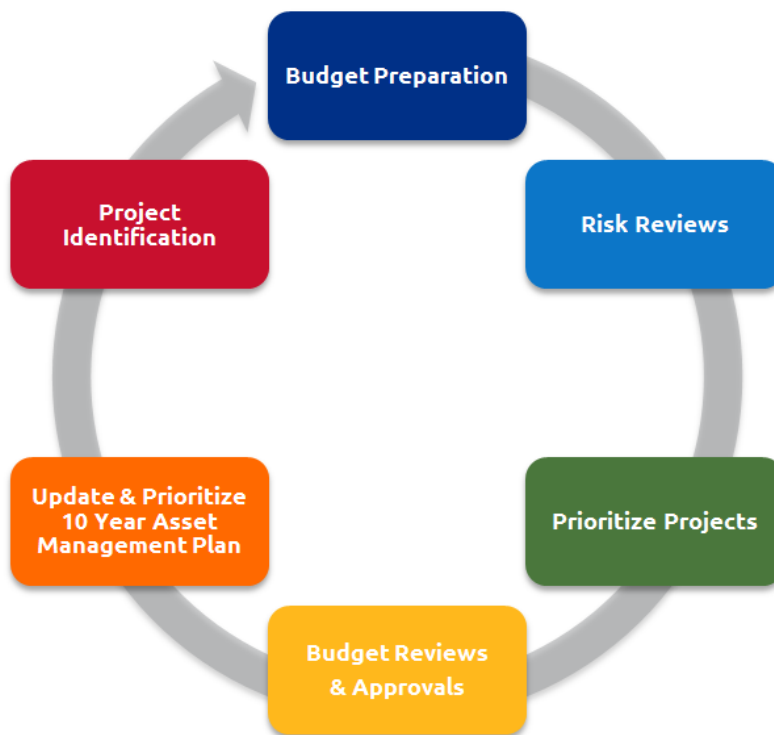 Budget Preparation
Risk Reviews
Prioritize Projects
Budget Reviews
& Approvals
Update & Prioritize
10 Year Asset
Management Plan
Project
Identification